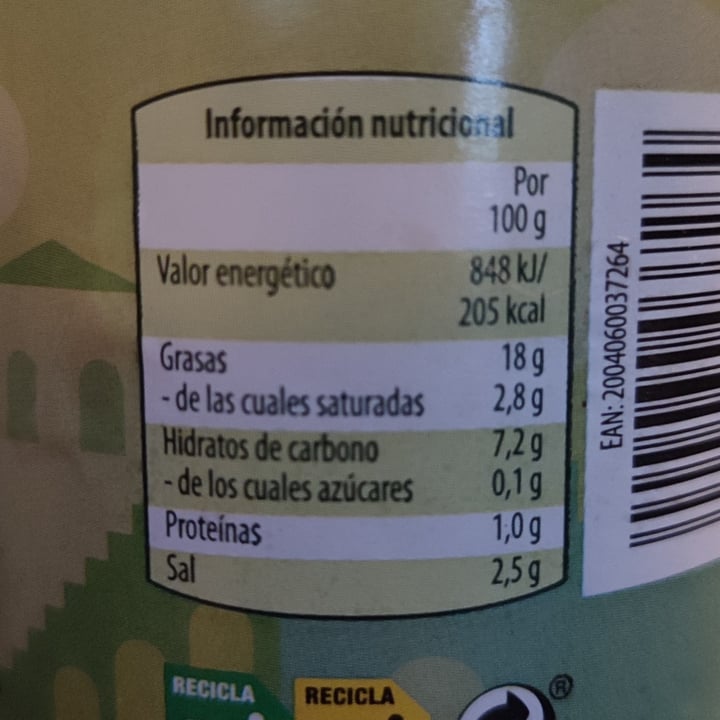 Información nutricional
Por
100 g
Valor energético 848 kJ/
205 kcal
Grasas 18 g
- de las cuales saturadas 2,8 g
Hidratos de carbono 7,2 g
- de los cuales azúcares 0,1 g
Proteínas 1,0 g
Sal 2,5 g
EAN: 2004060037264
RECICLA RECICLA ®